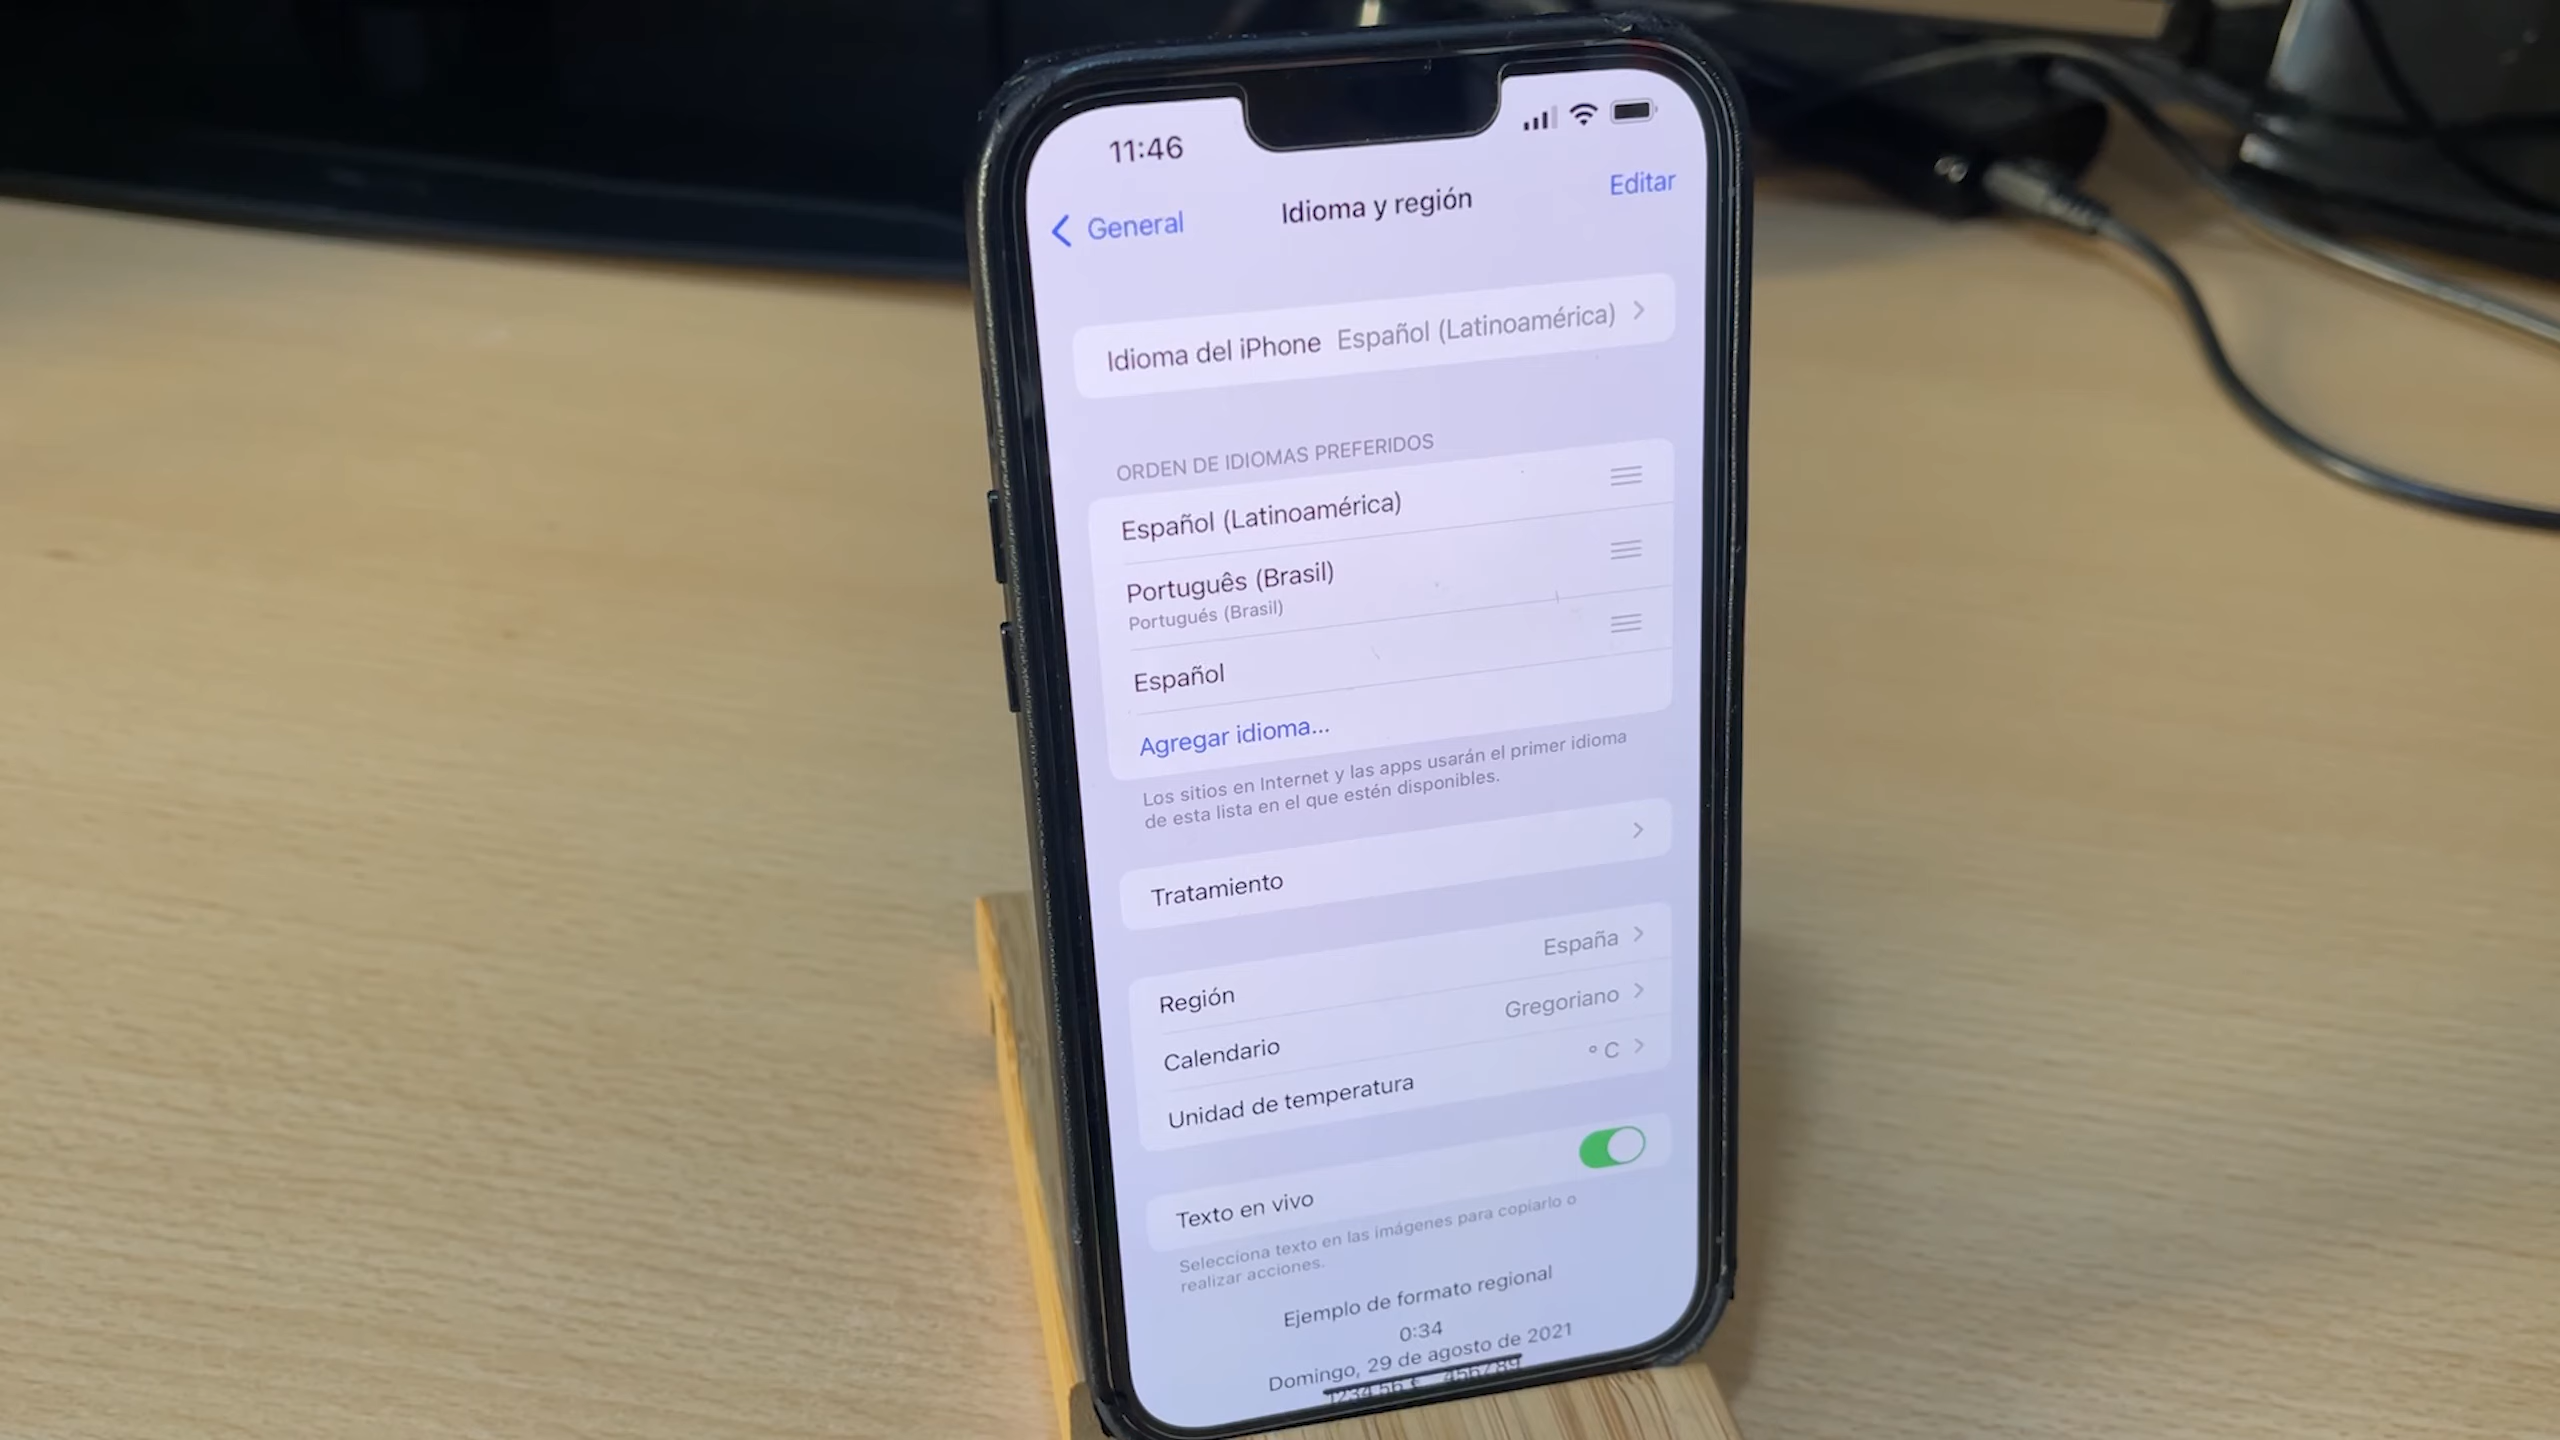 11:46
General
Idioma y región
Editar
Idioma del iPhone Español (Latinoamérica)
ORDEN DE IDIOMAS PREFERIDOS
Español (Latinoamérica)
Português (Brasil)
Portugués (Brasil)
Español
Agregar idioma...
Los sitios en Internet y las apps usarán el primer idioma
de esta lista en el que estén disponibles.
Tratamiento
Región España
Calendario Gregoriano
Unidad de temperatura °C
Texto en vivo
Selecciona texto en las imágenes para copiarlo o
realizar acciones.
Ejemplo de formato regional
0:34
Domingo, 29 de agosto de 2021